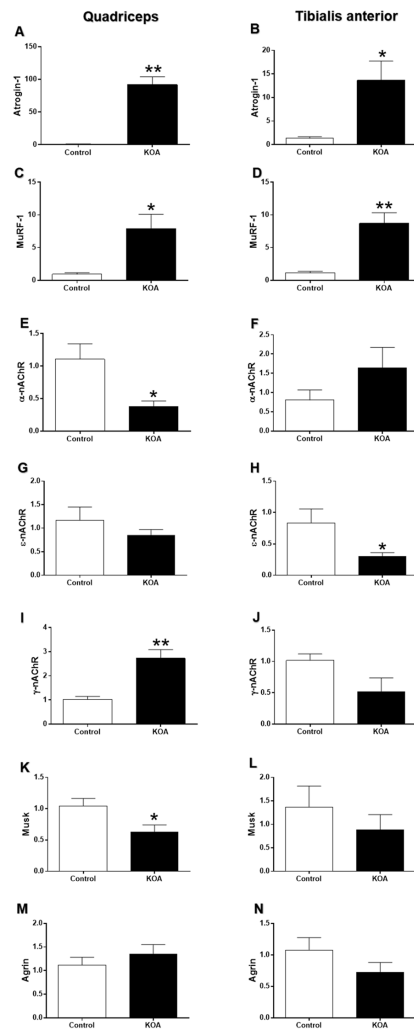 Quadriceps Tibialis anterior
A
Atrogin-1
150
100
50
0
**
Control KOA
B
Atrogin-1
20
15
10
5
0
*
Control KOA
C
MuRF-1
15
10
5
0
*
Control KOA
D
MuRF-1
15
10
5
0
**
Control KOA
E
α-nAChR
1.5
1.0
0.5
0.0
*
Control KOA
F
α-nAChR
2.5
2.0
1.5
1.0
0.5
0.0
Control KOA
G
ε-nAChR
2.0
1.5
1.0
0.5
0.0
Control KOA
H
ε-nAChR
1.5
1.0
0.5
0.0
*
Control KOA
I
γ-nAChR
4
3
2
1
0
**
Control KOA
J
γ-nAChR
1.5
1.0
0.5
0.0
Control KOA
K
Musk
1.5
1.0
0.5
0.0
*
Control KOA
L
Musk
2.0
1.5
1.0
0.5
0.0
Control KOA
M
Agrin
2.0
1.5
1.0
0.5
0.0
Control KOA
N
Agrin
1.5
1.0
0.5
0.0
Control KOA